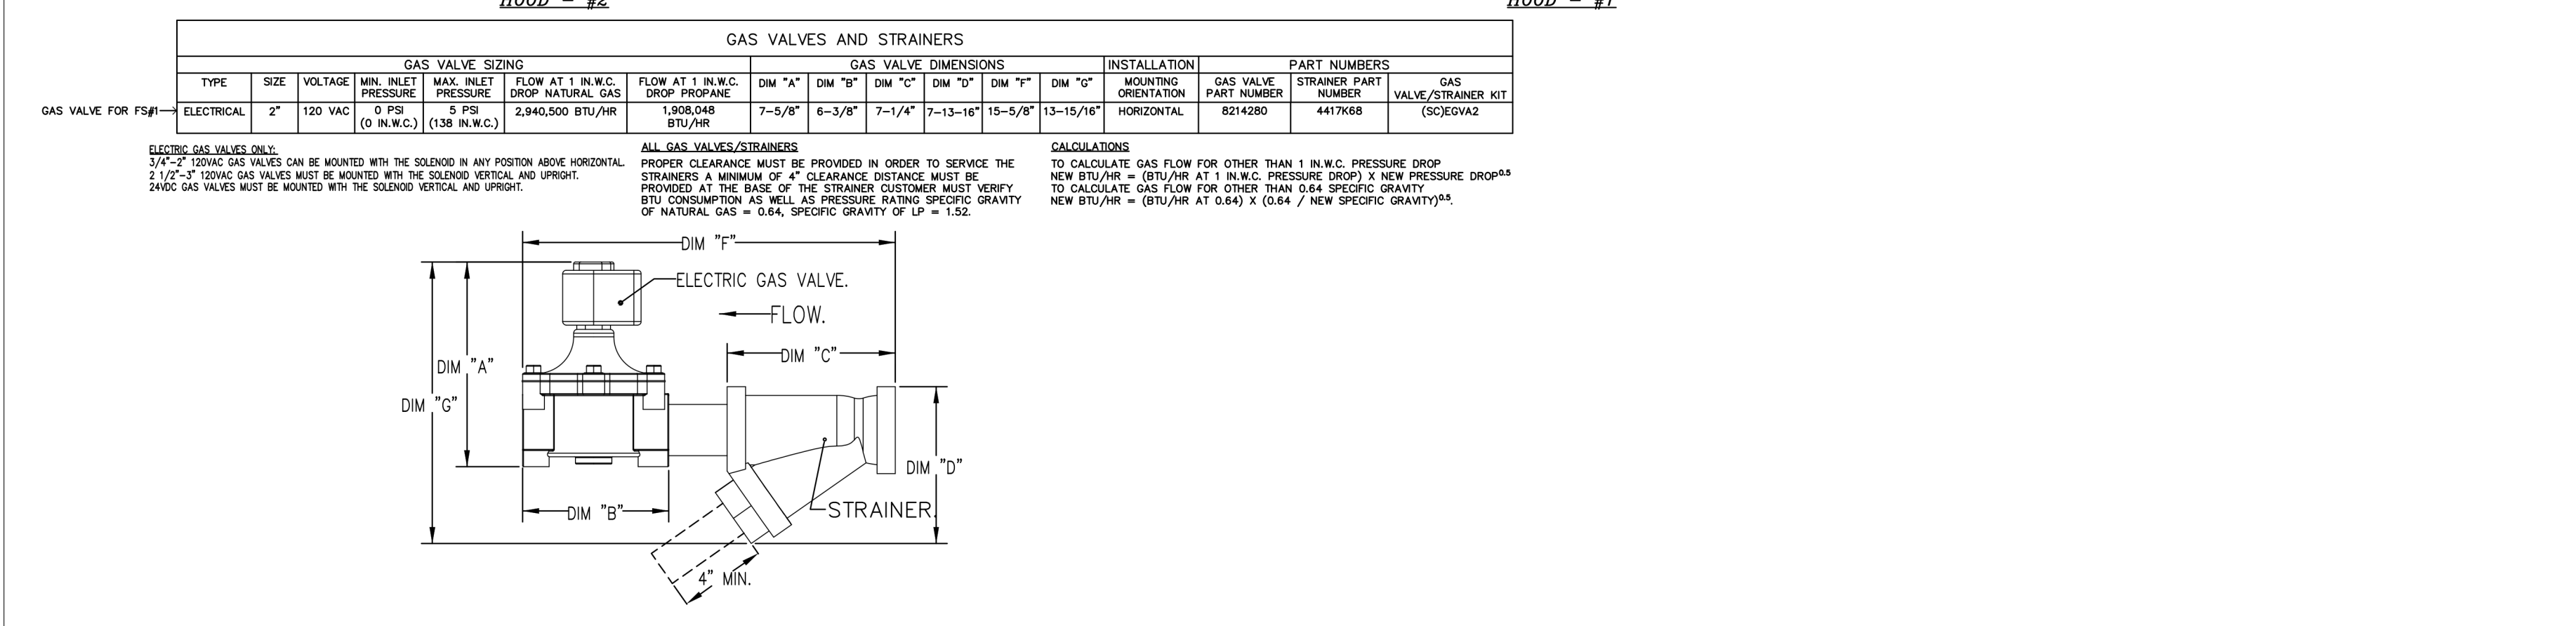 HOOD - #2
HOOD - #1
GAS VALVES AND STRAINERS
GAS VALVE SIZING
GAS VALVE DIMENSIONS
INSTALLATION
PART NUMBERS
TYPE
SIZE
VOLTAGE
MIN. INLET
PRESSURE
MAX. INLET
PRESSURE
FLOW AT 1 IN.W.C.
DROP NATURAL GAS
FLOW AT 1 IN.W.C.
DROP PROPANE
DIM "A"
DIM "B"
DIM "C"
DIM "D"
DIM "F"
DIM "G"
MOUNTING
ORIENTATION
GAS VALVE
PART NUMBER
STRAINER PART
NUMBER
GAS
VALVE/STRAINER KIT
GAS VALVE FOR FS#1
ELECTRICAL
2"
120 VAC
0 PSI
(0 IN.W.C.)
5 PSI
(138 IN.W.C.)
2,940,500 BTU/HR
1,908,048
BTU/HR
7-5/8"
6-3/8"
7-1/4"
7-13-16"
15-5/8"
13-15/16"
HORIZONTAL
8214280
4417K68
(SC)EGVA2
ELECTRIC GAS VALVES ONLY:
3/4"-2" 120VAC GAS VALVES CAN BE MOUNTED WITH THE SOLENOID IN ANY POSITION ABOVE HORIZONTAL.
2 1/2"-3" 120VAC GAS VALVES MUST BE MOUNTED WITH THE SOLENOID VERTICAL AND UPRIGHT.
24VDC GAS VALVES MUST BE MOUNTED WITH THE SOLENOID VERTICAL AND UPRIGHT.
ALL GAS VALVES/STRAINERS
PROPER CLEARANCE MUST BE PROVIDED IN ORDER TO SERVICE THE
STRAINERS A MINIMUM OF 4" CLEARANCE DISTANCE MUST BE
PROVIDED AT THE BASE OF THE STRAINER CUSTOMER MUST VERIFY
BTU CONSUMPTION AS WELL AS PRESSURE RATING SPECIFIC GRAVITY
OF NATURAL GAS = 0.64, SPECIFIC GRAVITY OF LP = 1.52.
CALCULATIONS
TO CALCULATE GAS FLOW FOR OTHER THAN 1 IN.W.C. PRESSURE DROP
NEW BTU/HR = (BTU/HR AT 1 IN.W.C. PRESSURE DROP) X NEW PRESSURE DROP0.5
TO CALCULATE GAS FLOW FOR OTHER THAN 0.64 SPECIFIC GRAVITY
NEW BTU/HR = (BTU/HR AT 0.64) X (0.64 / NEW SPECIFIC GRAVITY)0.5.
DIM "F"
ELECTRIC GAS VALVE.
FLOW.
DIM "C"
DIM "A"
DIM "G"
DIM "D"
DIM "B"
STRAINER.
4" MIN.